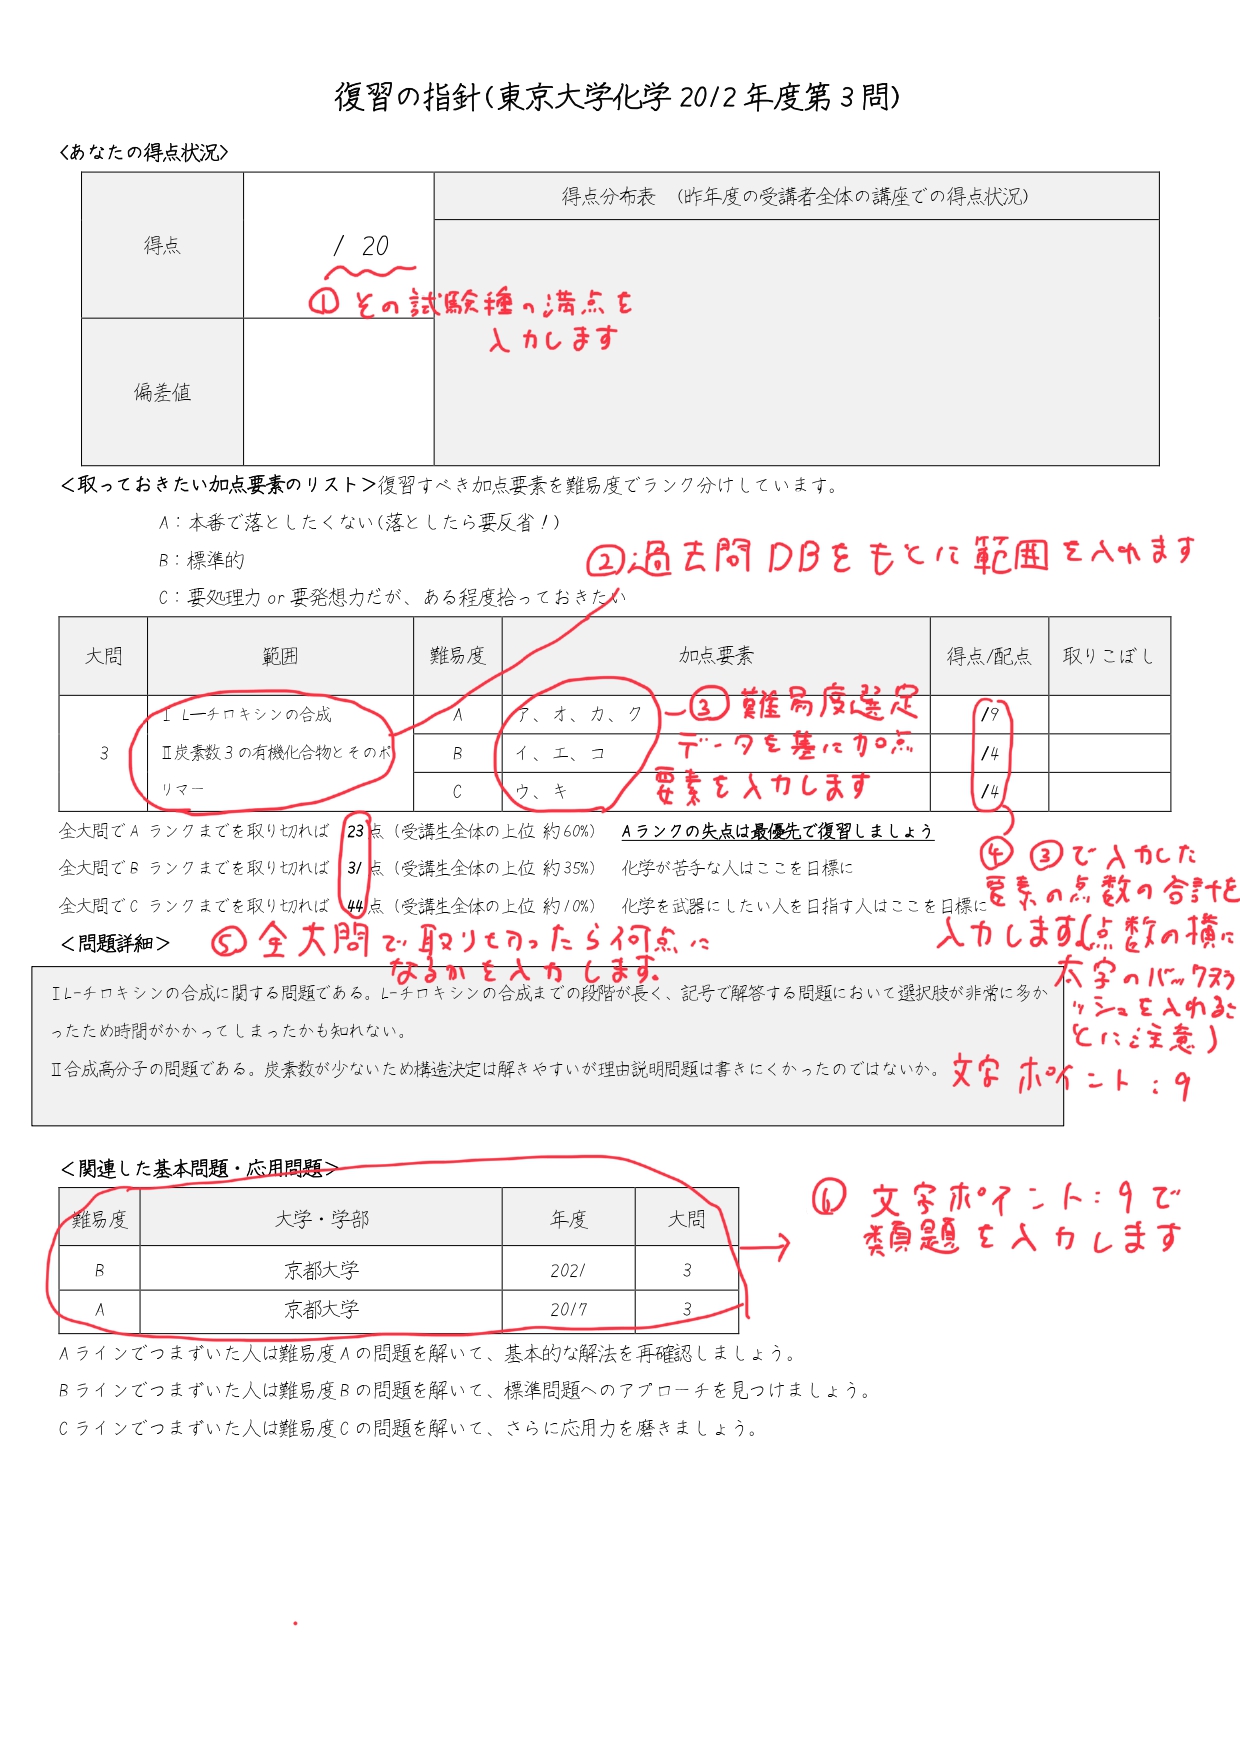 復習の指針(東京大学化学2012年度第3問)
<あなたの得点状況>
得点分布表 (昨年度の受講者全体の講座での得点状況)
得点
/ 20
① その試験種の満点を
入力します
偏差値
<取っておきたい加点要素のリスト>復習すべき加点要素を難易度でランク分けしています。
A:本番で落としたくない(落としたら要反省!)
B:標準的
②過去問DBをもとに範囲を入れます
C:要処理力or要発想力だが、ある程度拾っておきたい
大問 範囲 難易度 加点要素 得点/配点 取りこぼし
3
Ⅰ L―チロキシンの合成
Ⅱ炭素数3の有機化合物とそのポ
リマー
A ア、オ、カ、ク /9
B イ、エ、コ /4
C ウ、キ /4
③ 難易度選定
データを基に加点
要素を入力します
全大問でAランクまでを取り切れば 23点(受講生全体の上位 約60%) Aランクの失点は最優先で復習しましょう
全大問でBランクまでを取り切れば 31点(受講生全体の上位 約35%) 化学が苦手な人はここを目標に
全大問でCランクまでを取り切れば 44点(受講生全体の上位 約10%) 化学を武器にしたい人を目指す人はここを目標に
④ ③で入力した
要素の点数の合計を
入力します(点数の横に
太字のバックスラ
ッシュを入れるこ
とに注意)
<問題詳細>
⑤ 全大問で取りきったら何点に
なるかを入力します。
ⅠL-チロキシンの合成に関する問題である。L-チロキシンの合成までの段階が長く、記号で解答する問題において選択肢が非常に多か
ったため時間がかかってしまったかも知れない。
Ⅱ合成高分子の問題である。炭素数が少ないため構造決定は解きやすいが理由説明問題は書きにくかったのではないか。
文字ポイント:9
<関連した基本問題・応用問題>
難易度 大学・学部 年度 大問
B 京都大学 2021 3
A 京都大学 2017 3
⑥ 文字ポイント:9で
類題を入力します
Aラインでつまずいた人は難易度Aの問題を解いて、基本的な解法を再確認しましょう。
Bラインでつまずいた人は難易度Bの問題を解いて、標準問題へのアプローチを見つけましょう。
Cラインでつまずいた人は難易度Cの問題を解いて、さらに応用力を磨きましょう。